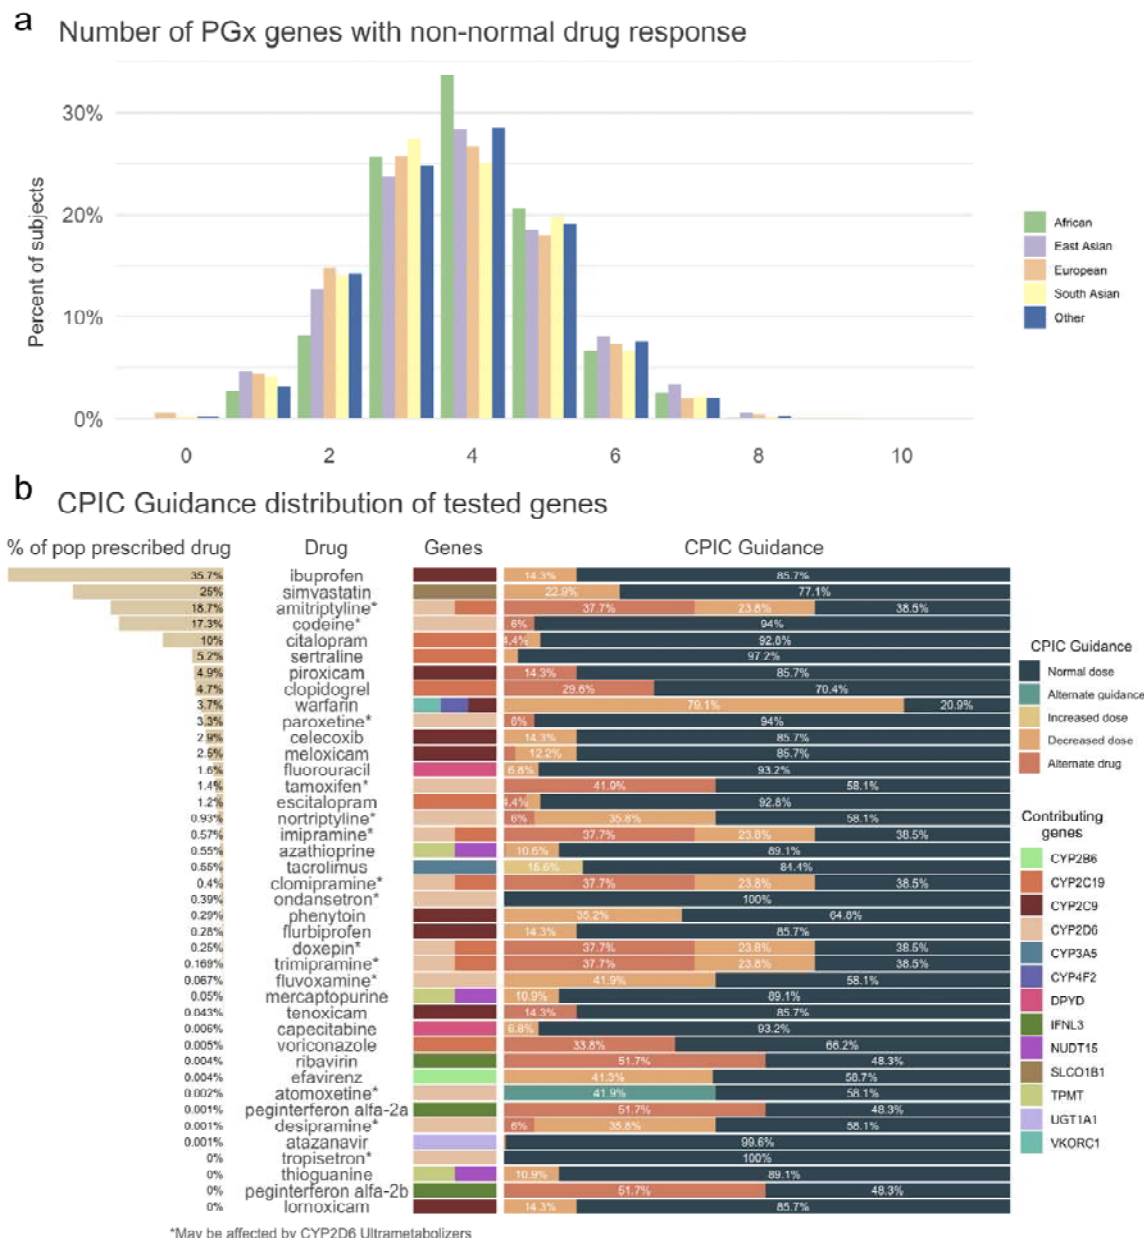 a Number of PGx genes with non-normal drug response
Percent of subjects
30%
20%
10%
0%
0 2 4 6 8 10
African
East Asian
European
South Asian
Other
b CPIC Guidance distribution of tested genes
% of pop prescribed drug Drug Genes CPIC Guidance
35.7% ibuprofen 14.3% 85.7%
25% simvastatin 22.9% 77.1%
18.7% amitriptyline* 37.7% 23.8% 38.5%
17.3% codeine* 6% 94%
10% citalopram 4.4% 92.8%
5.2% sertraline 97.2%
4.9% piroxicam 14.3% 85.7%
4.7% clopidogrel 29.6% 70.4%
3.7% warfarin 79.1% 20.9%
3.3% paroxetine* 6% 94%
2.9% celecoxib 14.3% 85.7%
2.5% meloxicam 12.2% 85.7%
1.6% fluorouracil 6.8% 93.2%
1.4% tamoxifen* 41.9% 58.1%
1.2% escitalopram 4.4% 92.8%
0.93% nortriptyline* 6% 35.8% 58.1%
0.57% imipramine* 37.7% 23.8% 38.5%
0.55% azathioprine 10.6% 89.1%
0.55% tacrolimus 15.6% 84.4%
0.4% clomipramine* 37.7% 23.8% 38.5%
0.39% ondansetron* 100%
0.29% phenytoin 35.2% 64.8%
0.28% flurbiprofen 14.3% 85.7%
0.25% doxepin* 37.7% 23.8% 38.5%
0.169% trimipramine* 37.7% 23.8% 38.5%
0.067% fluvoxamine* 41.9% 58.1%
0.05% mercaptopurine 10.9% 89.1%
0.043% tenoxicam 14.3% 85.7%
0.006% capecitabine 6.8% 93.2%
0.005% voriconazole 33.8% 66.2%
0.004% ribavirin 51.7% 48.3%
0.004% efavirenz 41.3% 58.7%
0.002% atomoxetine* 41.9% 58.1%
0.001% peginterferon alfa-2a 51.7% 48.3%
0.001% desipramine* 6% 35.8% 58.1%
0.001% atazanavir 99.6%
0% tropisetron* 100%
0% thioguanine 10.9% 89.1%
0% peginterferon alfa-2b 51.7% 48.3%
0% lornoxicam 14.3% 85.7%
*May be affected by CYP2D6 Ultrametabolizers
CPIC Guidance
Normal dose
Alternate guidance
Increased dose
Decreased dose
Alternate drug
Contributing
genes
CYP2B6
CYP2C19
CYP2C9
CYP2D6
CYP3A5
CYP4F2
DPYD
IFNL3
NUDT15
SLCO1B1
TPMT
UGT1A1
VKORC1